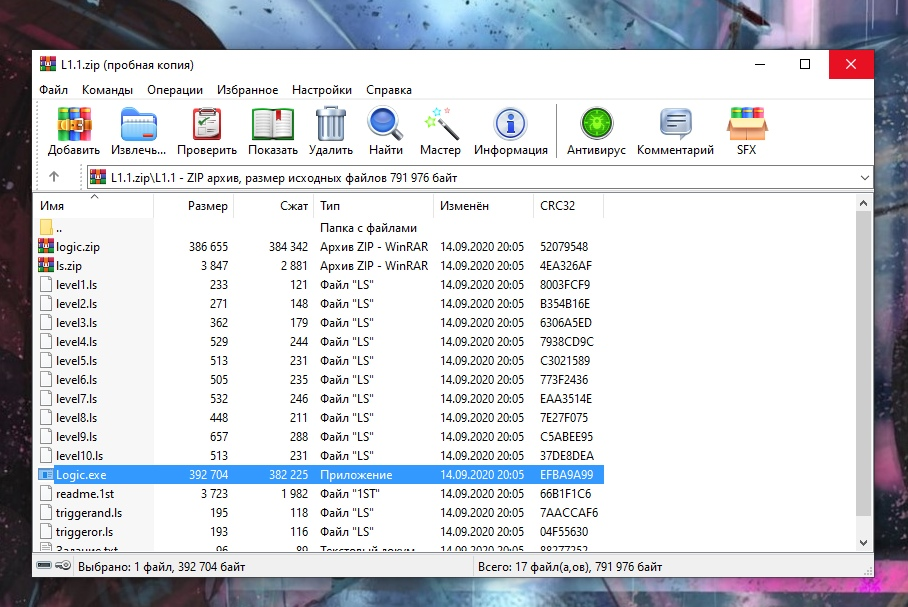 L1.1.zip (пробная копия)
Файл Команды Операции Избранное Настройки Справка
Добавить Извлечь... Проверить Показать Удалить Найти Мастер Информация Антивирус Комментарий SFX
L1.1.zip\L1.1 - ZIP архив, размер исходных файлов 791 976 байт
Имя Размер Сжат Тип Изменён CRC32
.. Папка с файлами
logic.zip 386 655 384 342 Архив ZIP - WinRAR 14.09.2020 20:05 52079548
ls.zip 3 847 2 881 Архив ZIP - WinRAR 14.09.2020 20:05 4EA326AF
level1.ls 233 121 Файл "LS" 14.09.2020 20:05 8003FCF9
level2.ls 271 148 Файл "LS" 14.09.2020 20:05 B354B16E
level3.ls 362 179 Файл "LS" 14.09.2020 20:05 6306A5ED
level4.ls 529 244 Файл "LS" 14.09.2020 20:05 7938CD9C
level5.ls 513 231 Файл "LS" 14.09.2020 20:05 C3021589
level6.ls 505 235 Файл "LS" 14.09.2020 20:05 773F2436
level7.ls 532 246 Файл "LS" 14.09.2020 20:05 EAA3514E
level8.ls 448 211 Файл "LS" 14.09.2020 20:05 7E27F075
level9.ls 657 288 Файл "LS" 14.09.2020 20:05 C5ABEE95
level10.ls 513 231 Файл "LS" 14.09.2020 20:05 37DE8DEA
Logic.exe 392 704 382 225 Приложение 14.09.2020 20:05 EFBA9A99
readme.1st 3 723 1 982 Файл "1ST" 14.09.2020 20:05 66B1F1C6
triggerand.ls 195 118 Файл "LS" 14.09.2020 20:05 7AACCAF6
triggeror.ls 193 116 Файл "LS" 14.09.2020 20:05 04F55630
Задание.txt 96 89 Текстовый докум... 14.09.2020 20:05
Выбрано: 1 файл, 392 704 байт Всего: 17 файл(а,ов), 791 976 байт